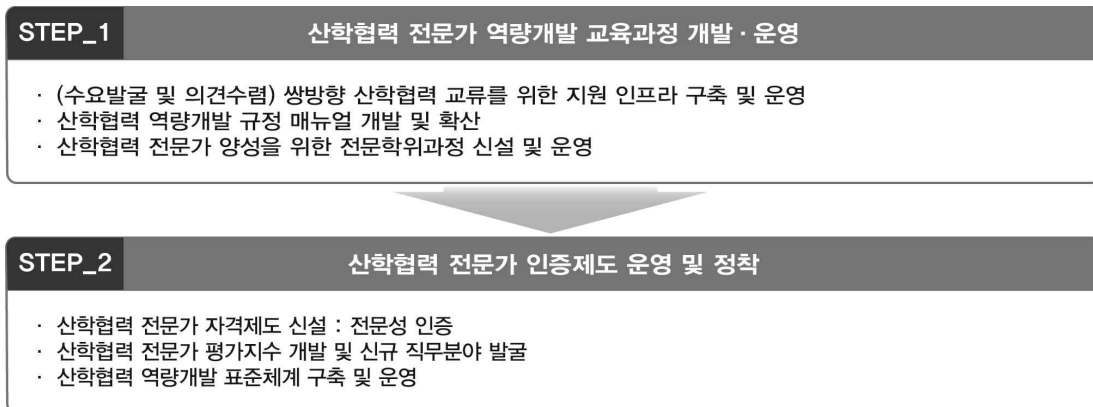 STEP_1
산학협력 전문가 역량개발 교육과정 개발 · 운영
· (수요발굴 및 의견수렴) 쌍방향 산학협력 교류를 위한 지원 인프라 구축 및 운영
· 산학협력 역량개발 규정 매뉴얼 개발 및 확산
· 산학협력 전문가 양성을 위한 전문학위과정 신설 및 운영
STEP_2
산학협력 전문가 인증제도 운영 및 정착
· 산학협력 전문가 자격제도 신설 : 전문성 인증
· 산학협력 전문가 평가지수 개발 및 신규 직무분야 발굴
· 산학협력 역량개발 표준체계 구축 및 운영